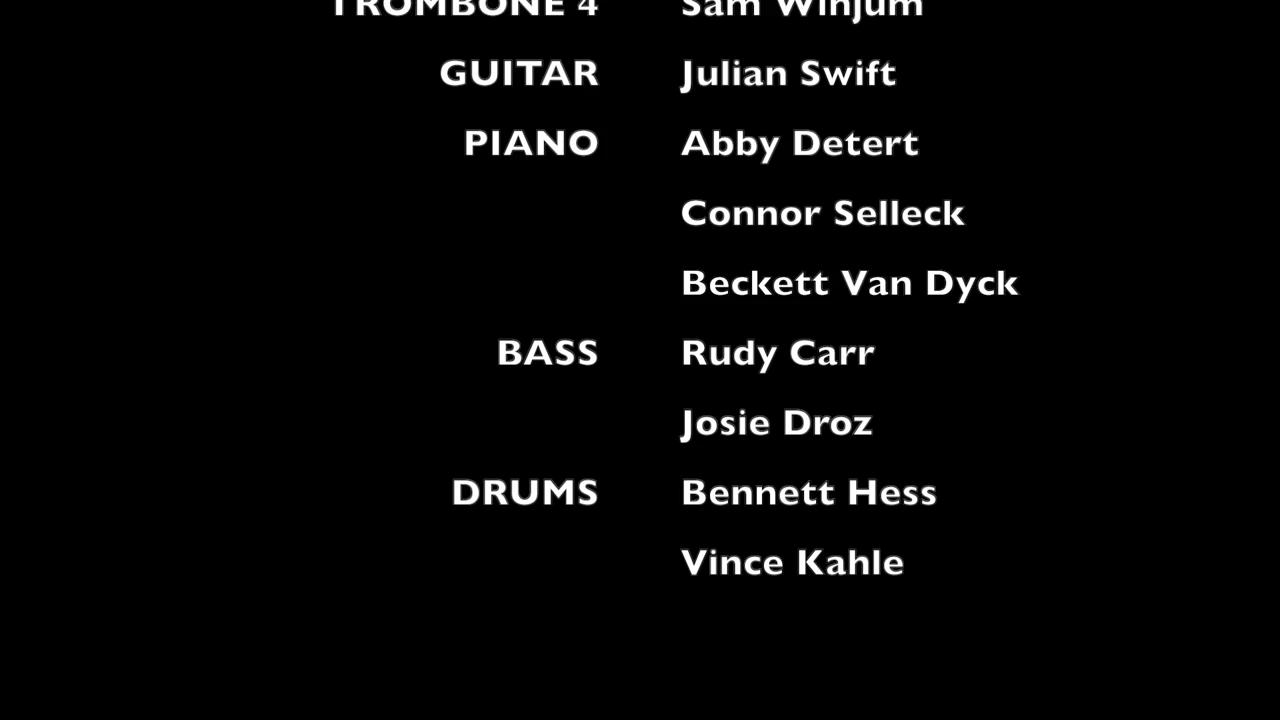 TROMBONE 4 Sam Winjum
GUITAR Julian Swift
PIANO Abby Detert
Connor Selleck
Beckett Van Dyck
BASS Rudy Carr
Josie Droz
DRUMS Bennett Hess
Vince Kahle